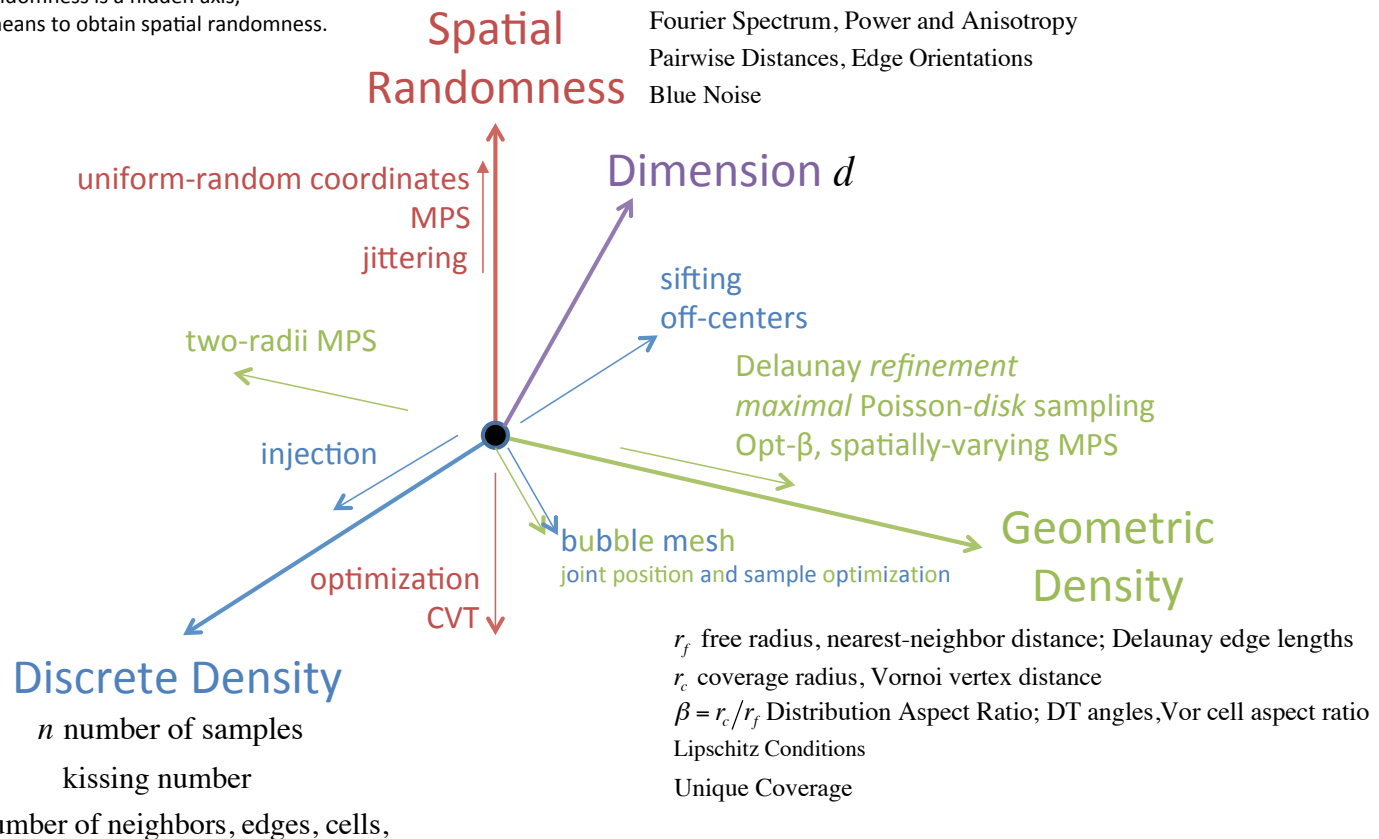 is a hidden axis,
to obtain spatial randomness.
Spatial
Randomness
Fourier Spectrum, Power and Anisotropy
Pairwise Distances, Edge Orientations
Blue Noise
Dimension d
uniform-random coordinates
MPS
jittering
sifting
off-centers
two-radii MPS
Delaunay refinement
maximal Poisson-disk sampling
Opt-β, spatially-varying MPS
injection
bubble mesh
joint position and sample optimization
Geometric
Density
optimization
CVT
r_f free radius, nearest-neighbor distance; Delaunay edge lengths
r_c coverage radius, Vornoi vertex distance
β = r_c/r_f Distribution Aspect Ratio; DT angles,Vor cell aspect ratio
Lipschitz Conditions
Unique Coverage
Discrete Density
n number of samples
kissing number
of neighbors, edges, cells,